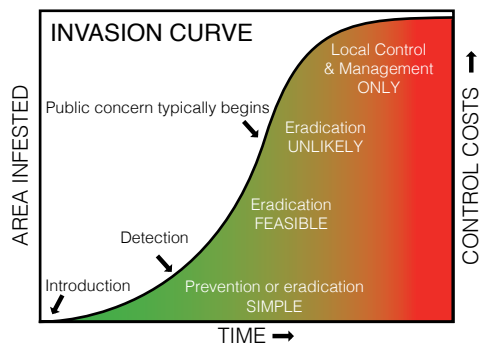 INVASION CURVE
Local Control
& Management
ONLY
Public concern typically begins
Eradication
UNLIKELY
Eradication
FEASIBLE
Detection
Introduction
Prevention or eradication
SIMPLE
AREA INFESTED
CONTROL COSTS →
TIME →